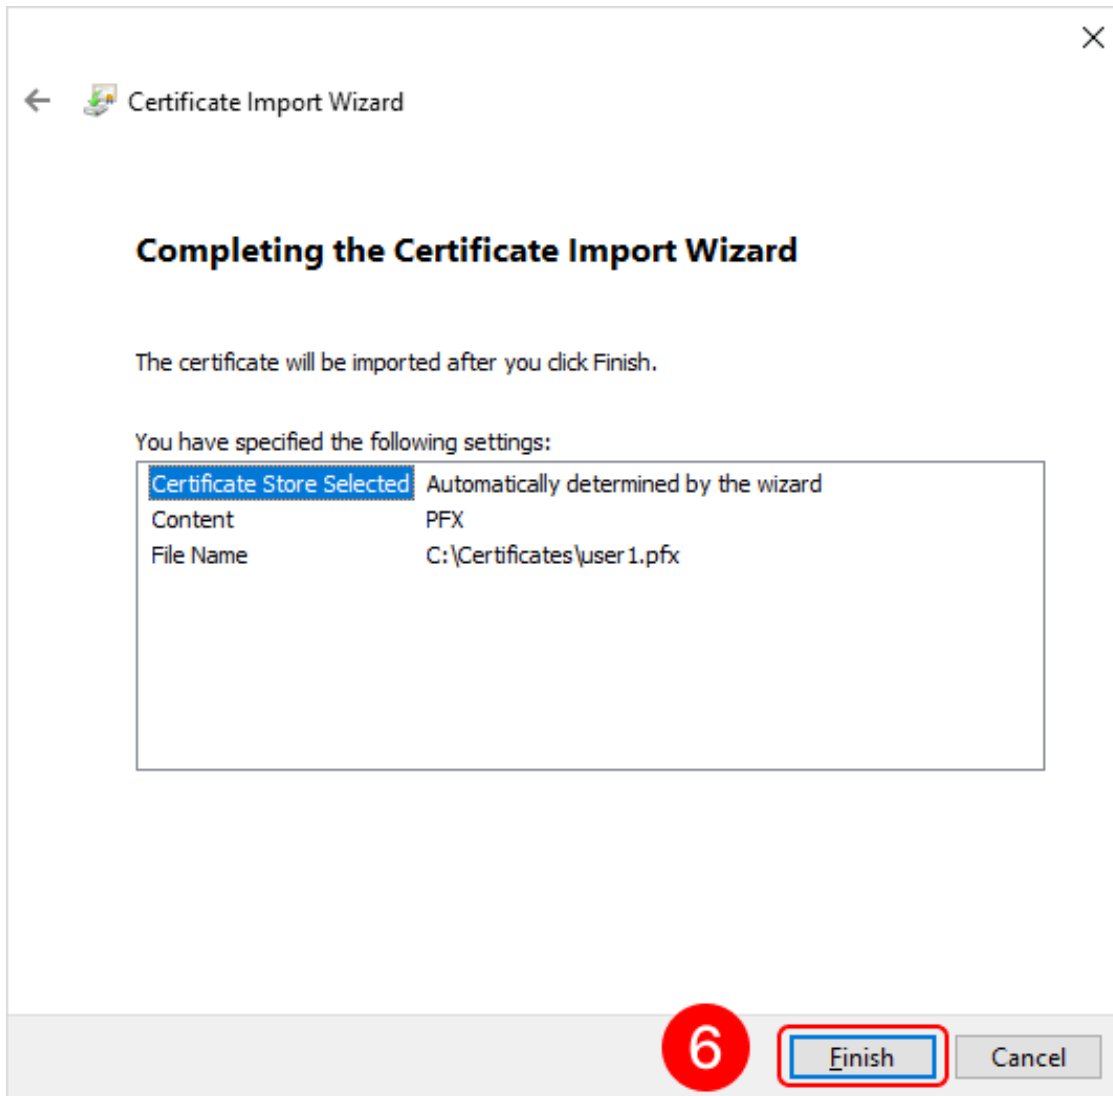 Certificate Import Wizard
Completing the Certificate Import Wizard
The certificate will be imported after you click Finish.
You have specified the following settings:
Certificate Store Selected Automatically determined by the wizard
Content PFX
File Name C:\Certificates\user1.pfx
6 Finish Cancel